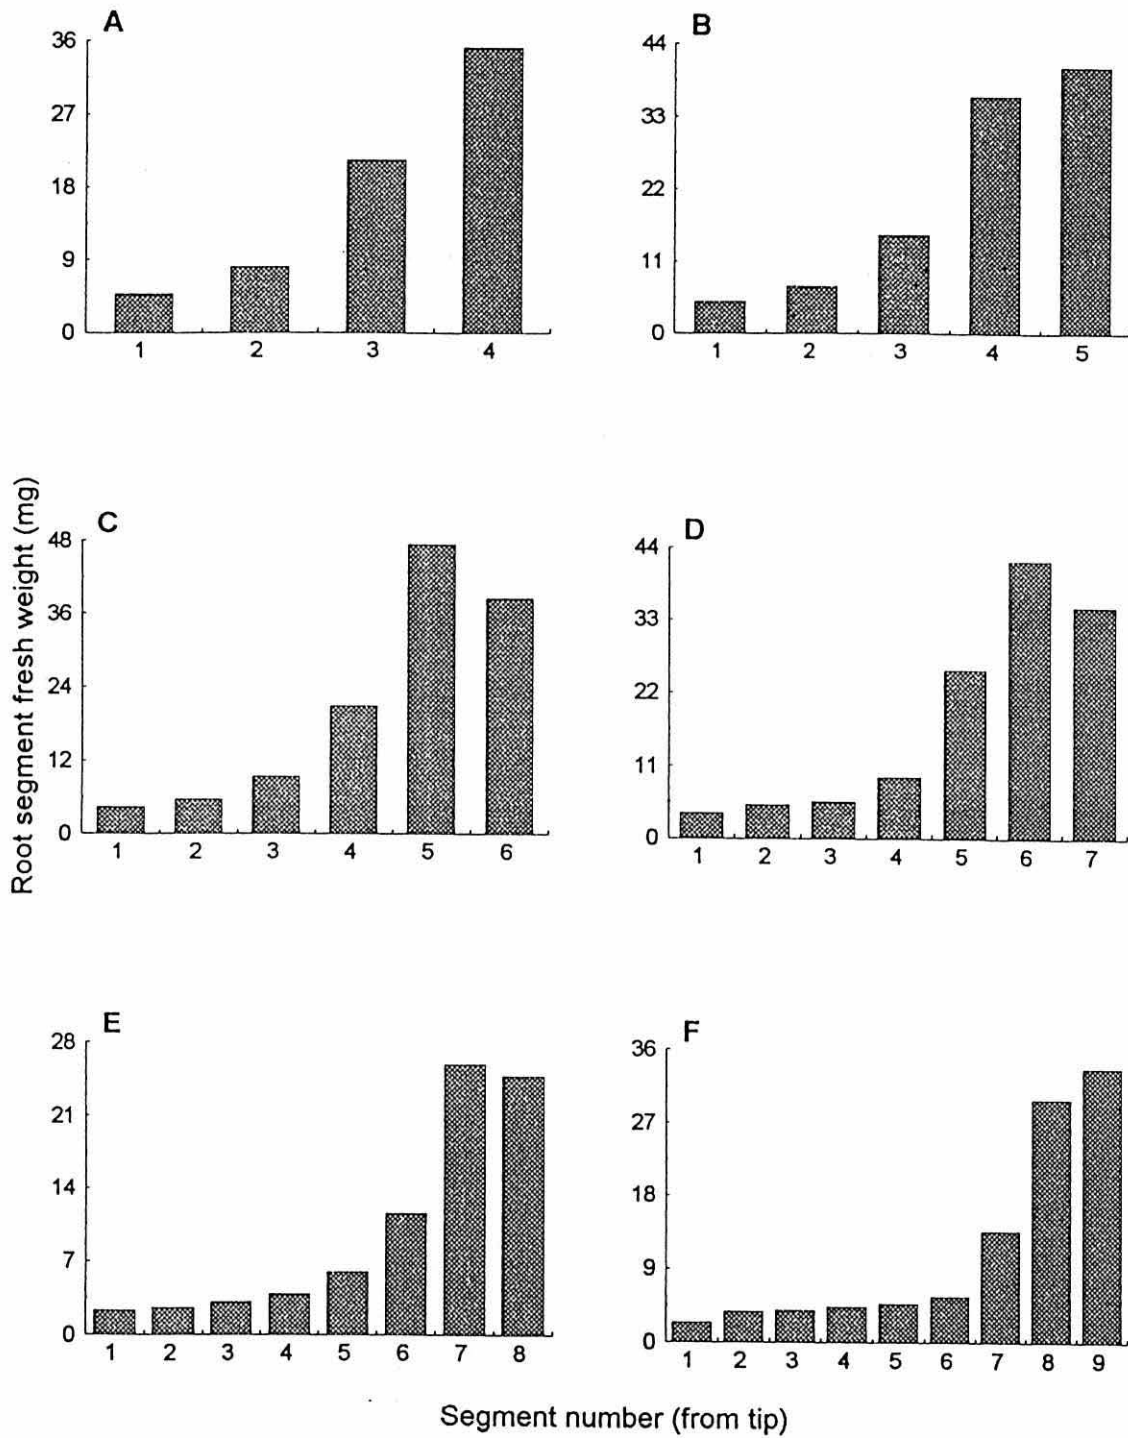 A
36
27
18
9
0
1 2 3 4
B
44
33
22
11
0
1 2 3 4 5
Root segment fresh weight (mg)
C
48
36
24
12
0
1 2 3 4 5 6
D
44
33
22
11
0
1 2 3 4 5 6 7
E
28
21
14
7
0
1 2 3 4 5 6 7 8
F
36
27
18
9
0
1 2 3 4 5 6 7 8 9
Segment number (from tip)